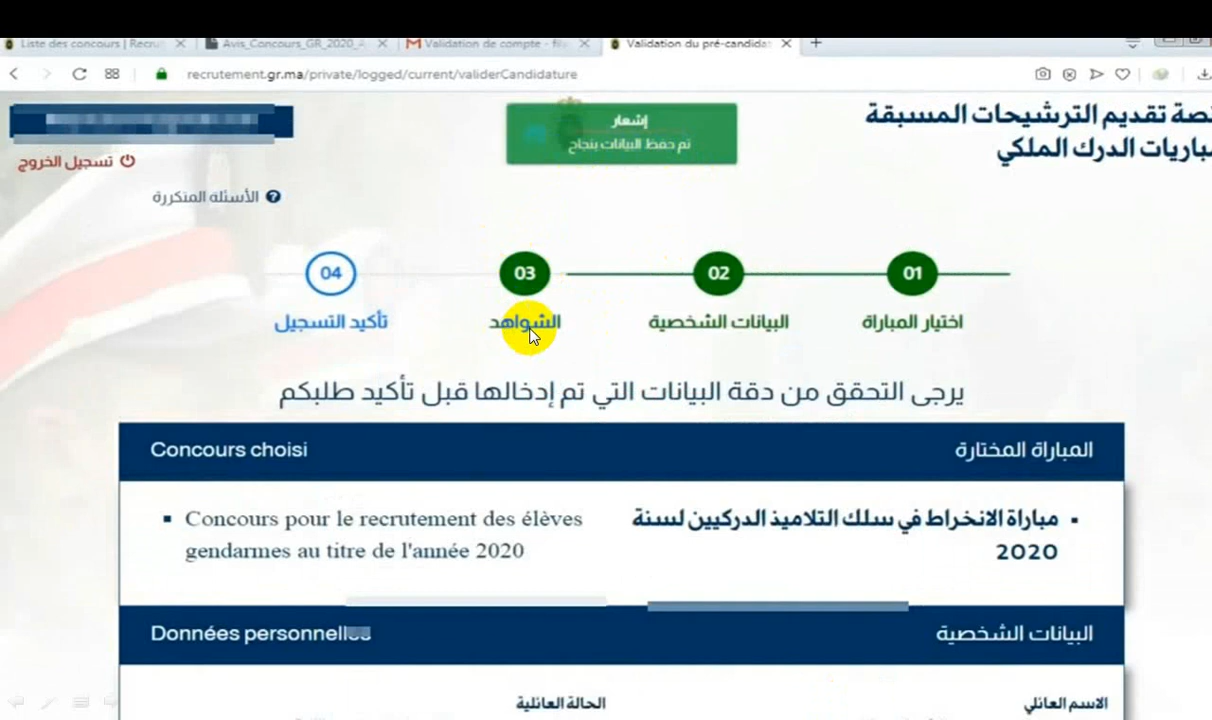 Liste des concours | Recru
Avis_Concours_GR_2020_A
Validation de compte - fil
Validation du pré-candidat
recrutement.gr.ma/private/logged/current/validerCandidature
نصة تقديم الترشيحات المسبقة
باريات الدرك الملكي
إشعار
تم حفظ البيانات بنجاح
تسجيل الخروج
الأسئلة المتكررة
01
02
03
04
اختيار المباراة
البيانات الشخصية
الشواهد
تأكيد التسجيل
يرجى التحقق من دقة البيانات التي تم إدخالها قبل تأكيد طلبكم
المباراة المختارة
Concours choisi
مباراة الانخراط في سلك التلاميذ الدركيين لسنة
2020
Concours pour le recrutement des élèves
gendarmes au titre de l'année 2020
البيانات الشخصية
Données personnelles
الاسم العائلي
الحالة العائلية